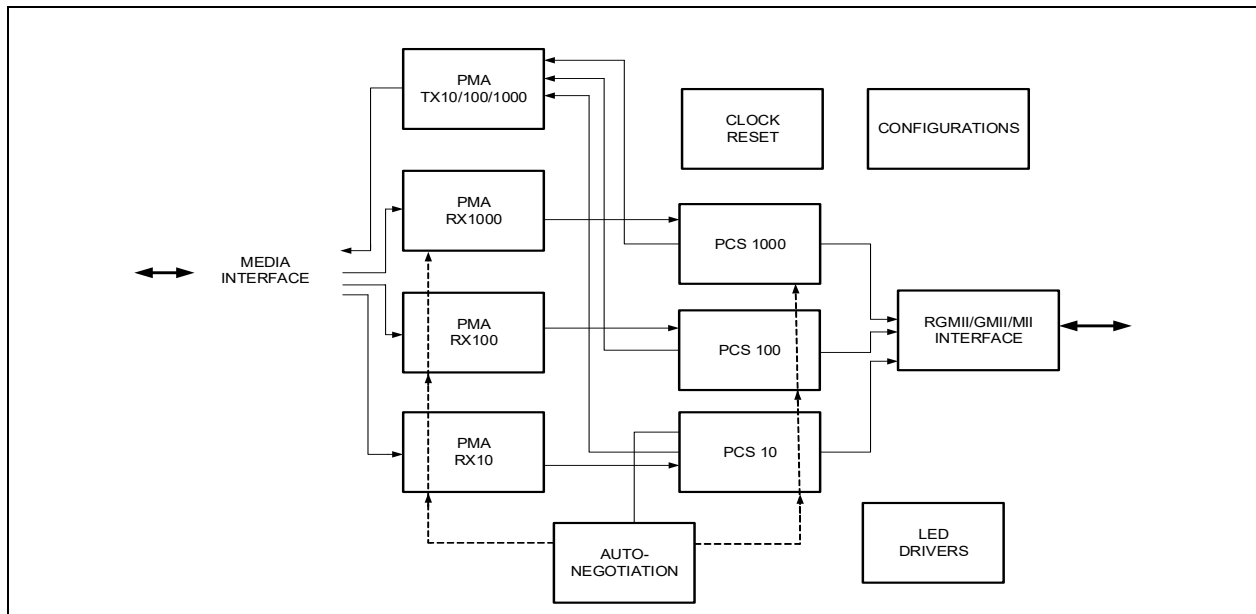 PMA
TX10/100/1000
CLOCK
RESET
CONFIGURATIONS
PMA
RX1000
PCS 1000
MEDIA
INTERFACE
PMA
RX100
PCS 100
RGMII/GMII/MII
INTERFACE
PMA
RX10
PCS 10
AUTO-
NEGOTIATION
LED
DRIVERS